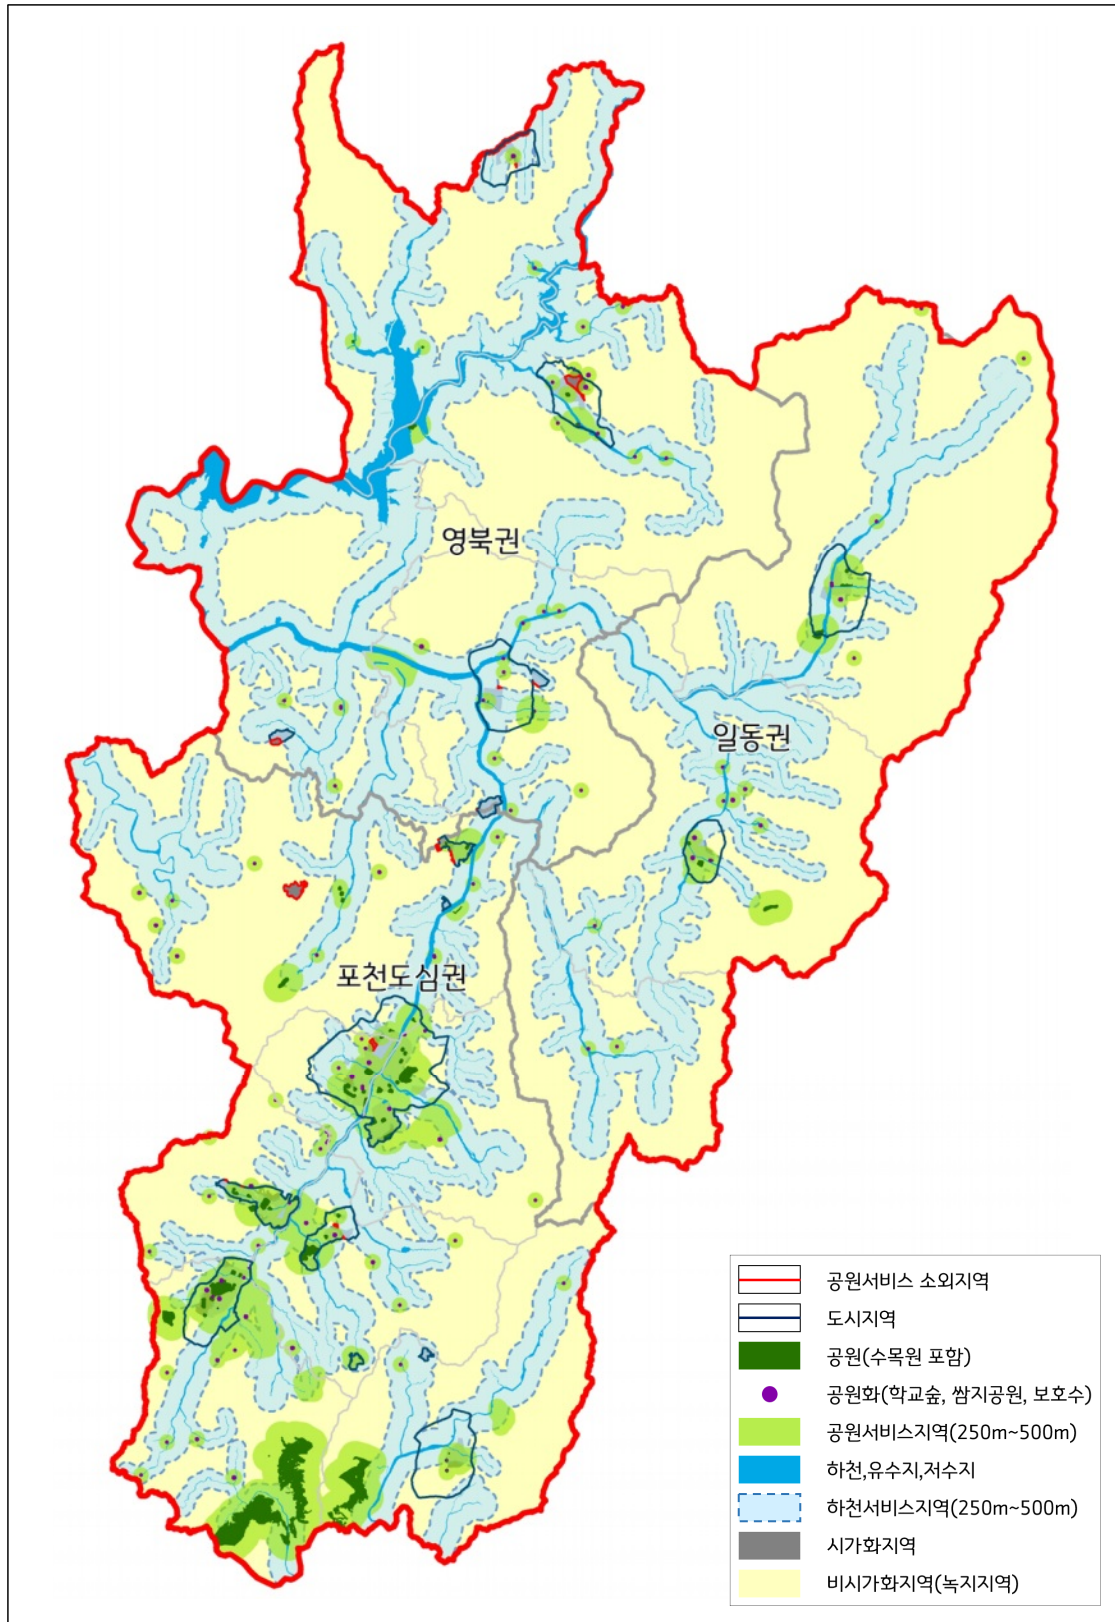 영북권
일동권
포천도심권
공원서비스 소외지역
도시지역
공원(수목원 포함)
공원화(학교숲, 쌈지공원, 보호수)
공원서비스지역(250m~500m)
하천,유수지,저수지
하천서비스지역(250m~500m)
시가화지역
비시가화지역(녹지지역)